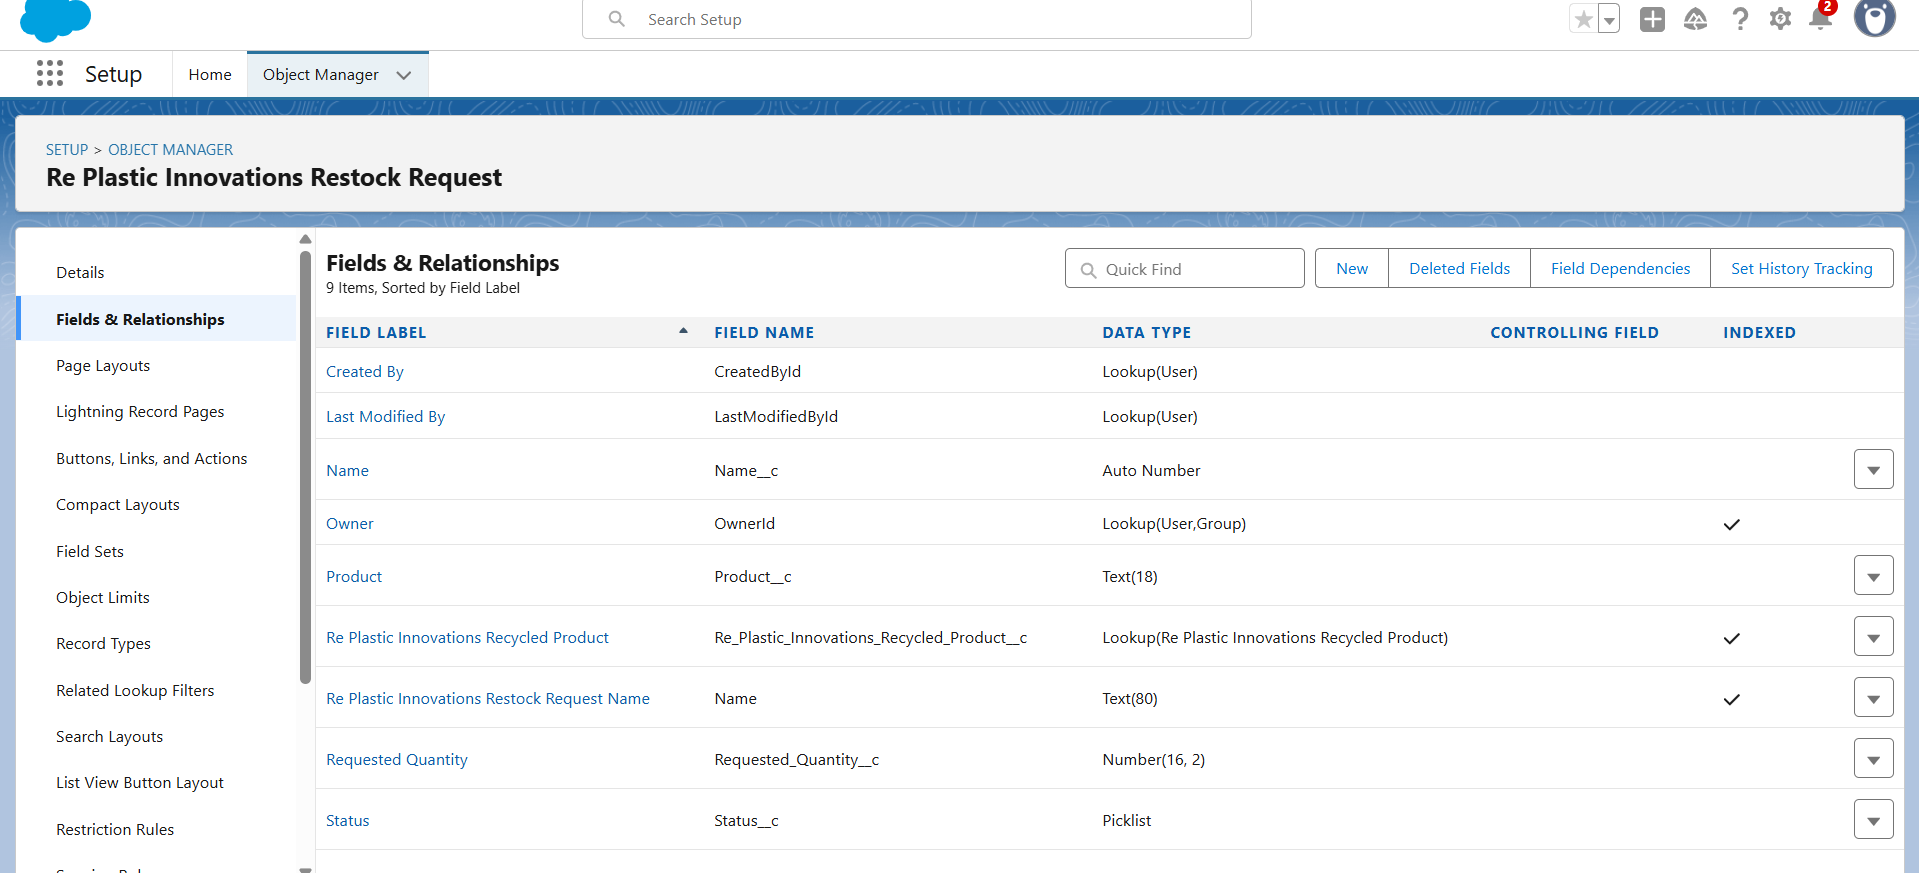 Search Setup
2
Setup
Home
Object Manager
SETUP > OBJECT MANAGER
Re Plastic Innovations Restock Request
Details
Fields & Relationships
Page Layouts
Lightning Record Pages
Buttons, Links, and Actions
Compact Layouts
Field Sets
Object Limits
Record Types
Related Lookup Filters
Search Layouts
List View Button Layout
Restriction Rules
Fields & Relationships
9 Items, Sorted by Field Label
Quick Find
New
Deleted Fields
Field Dependencies
Set History Tracking
FIELD LABEL FIELD NAME DATA TYPE CONTROLLING FIELD INDEXED
Created By CreatedById Lookup(User)
Last Modified By LastModifiedById Lookup(User)
Name Name__c Auto Number
Owner OwnerId Lookup(User,Group)
Product Product__c Text(18)
Re Plastic Innovations Recycled Product Re_Plastic_Innovations_Recycled_Product__c Lookup(Re Plastic Innovations Recycled Product)
Re Plastic Innovations Restock Request Name Name Text(80)
Requested Quantity Requested_Quantity__c Number(16, 2)
Status Status__c Picklist